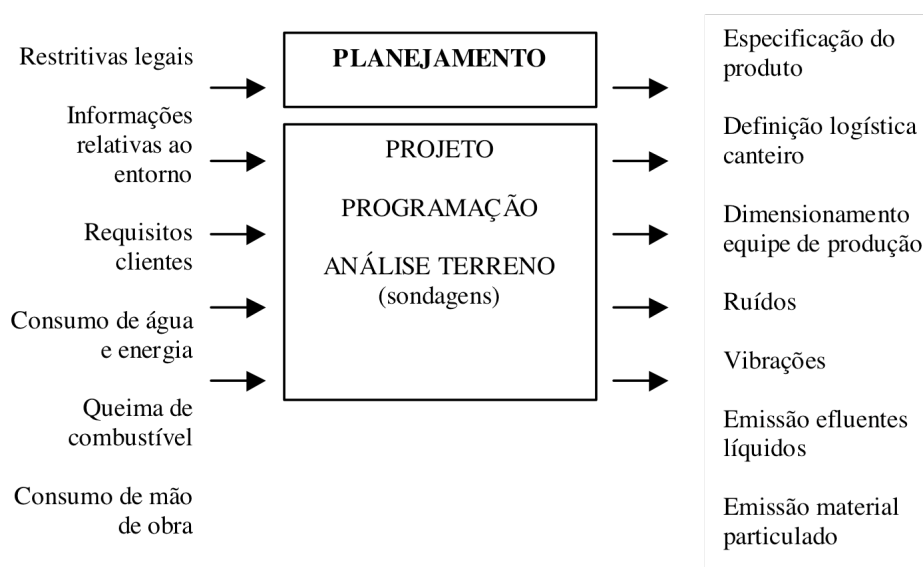 Restritivas legais
Informações
relativas ao
entorno
Requisitos
clientes
Consumo de água
e energia
Queima de
combustível
Consumo de mão
de obra
PLANEJAMENTO
PROJETO
PROGRAMAÇÃO
ANÁLISE TERRENO
(sondagens)
Especificação do
produto
Definição logística
canteiro
Dimensionamento
equipe de produção
Ruídos
Vibrações
Emissão efluentes
líquidos
Emissão material
particulado